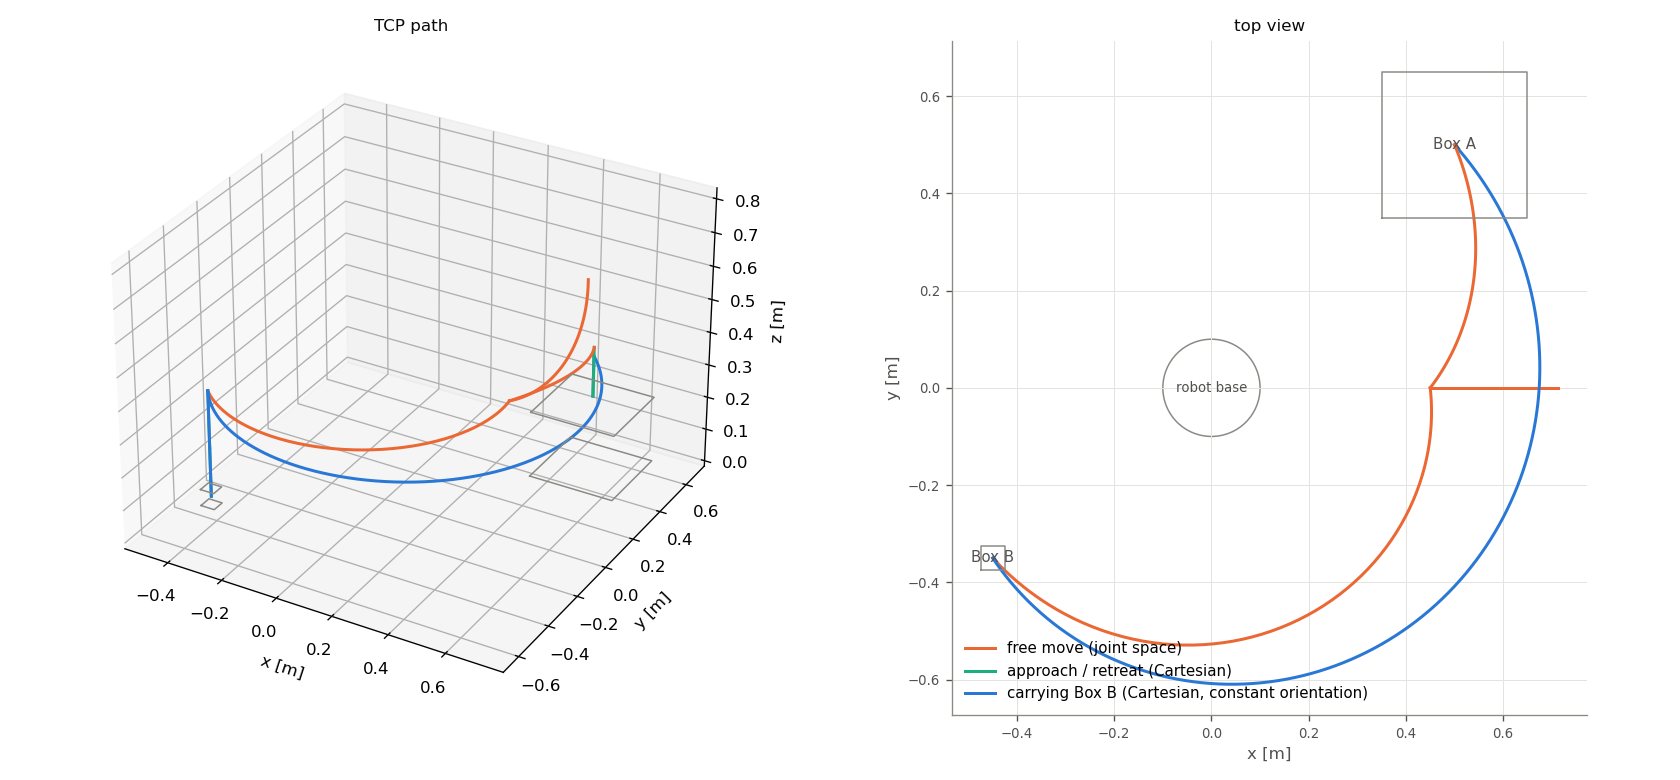 TCP path
0.8
0.7
0.6
0.5
0.4
0.3
0.2
0.1
0.0
z [m]
−0.4
−0.2
0.0
0.2
0.4
0.6
x [m]
0.6
0.4
0.2
0.0
−0.2
−0.4
−0.6
y [m]
top view
0.6
0.4
0.2
0.0
−0.2
−0.4
−0.6
y [m]
Box A
robot base
Box B
free move (joint space)
approach / retreat (Cartesian)
carrying Box B (Cartesian, constant orientation)
−0.4
−0.2
0.0
0.2
0.4
0.6
x [m]